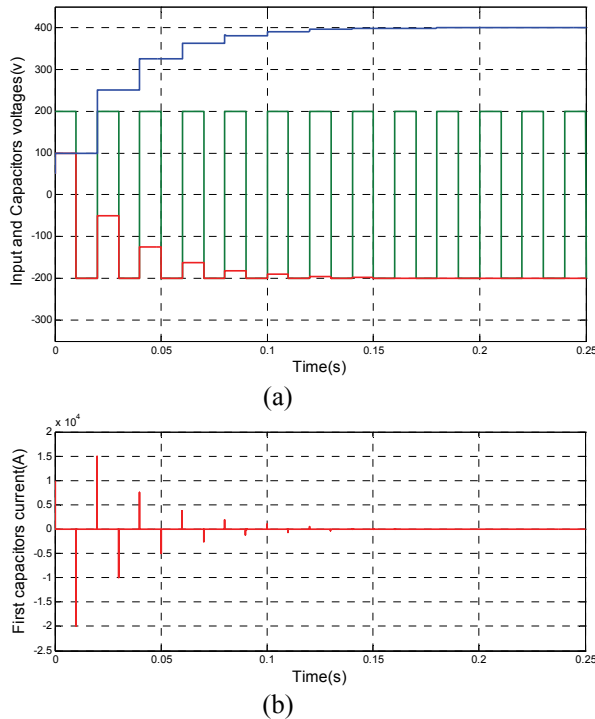 400
300
200
100
0
-100
-200
-300
Input and Capacitors voltages(v)
0 0.05 0.1 0.15 0.2 0.25
Time(s)
(a)
x 10^4
2
1.5
1
0.5
0
-0.5
-1
-1.5
-2
-2.5
First capacitors current(A)
0 0.05 0.1 0.15 0.2 0.25
Time(s)
(b)